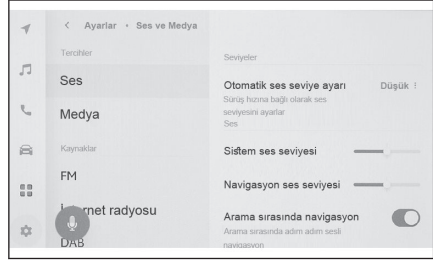 Ayarlar • Ses ve Medya
Tercihler
Ses
Medya
Kaynaklar
FM
rnet radyosu
DAB
Seviyeler
Otomatik ses seviye ayarı Düşük
Sürüş hızına bağlı olarak ses
seviyesini ayarlar
Ses
Sistem ses seviyesi
Navigasyon ses seviyesi
Arama sırasında navigasyon
Arama sırasında adım adım sesli
navigasyon